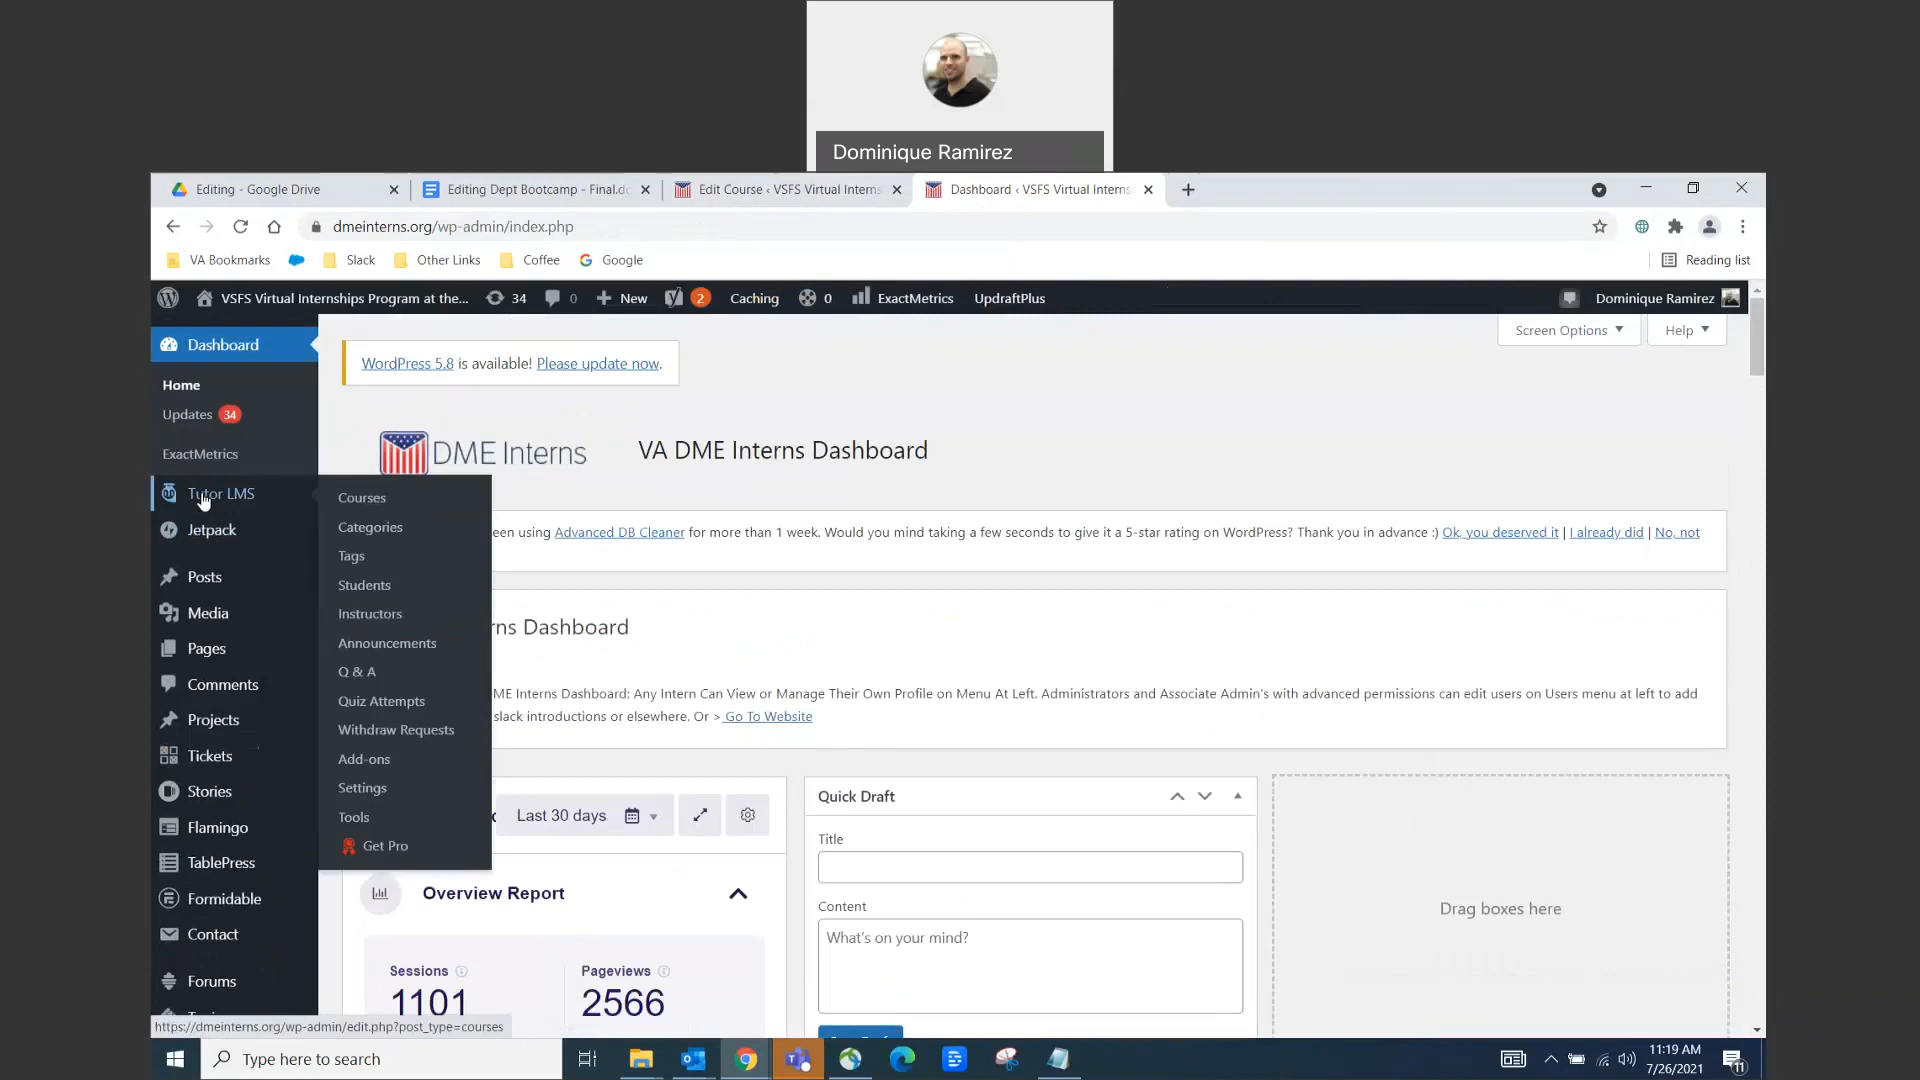 Dominique Ramirez
Editing - Google Drive
Editing Dept Bootcamp - Final.dc
Edit Course ‹ VSFS Virtual Interns
Dashboard ‹ VSFS Virtual Interns
dmeinterns.org/wp-admin/index.php
VA Bookmarks
Slack
Other Links
Coffee
Google
Reading list
VSFS Virtual Internships Program at the... 34 0 New 2 Caching 0 ExactMetrics UpdraftPlus
Dominique Ramirez
Screen Options
Help
Dashboard
Home
Updates 34
ExactMetrics
Tutor LMS
Jetpack
Posts
Media
Pages
Comments
Projects
Tickets
Stories
Flamingo
TablePress
Formidable
Contact
Forums
Courses
Categories
Tags
Students
Instructors
Announcements
Q & A
Quiz Attempts
Withdraw Requests
Add-ons
Settings
Tools
Get Pro
WordPress 5.8 is available! Please update now.
DME Interns
VA DME Interns Dashboard
een using Advanced DB Cleaner for more than 1 week. Would you mind taking a few seconds to give it a 5-star rating on WordPress? Thank you in advance :) Ok, you deserved it | I already did | No, not
rns Dashboard
ME Interns Dashboard: Any Intern Can View or Manage Their Own Profile on Menu At Left. Administrators and Associate Admin's with advanced permissions can edit users on Users menu at left to add
slack introductions or elsewhere. Or > Go To Website
Last 30 days
Overview Report
Sessions
1101
Pageviews
2566
Quick Draft
Title
Content
What's on your mind?
Drag boxes here
https://dmeinterns.org/wp-admin/edit.php?post_type=courses
Type here to search
11:19 AM
7/26/2021
11